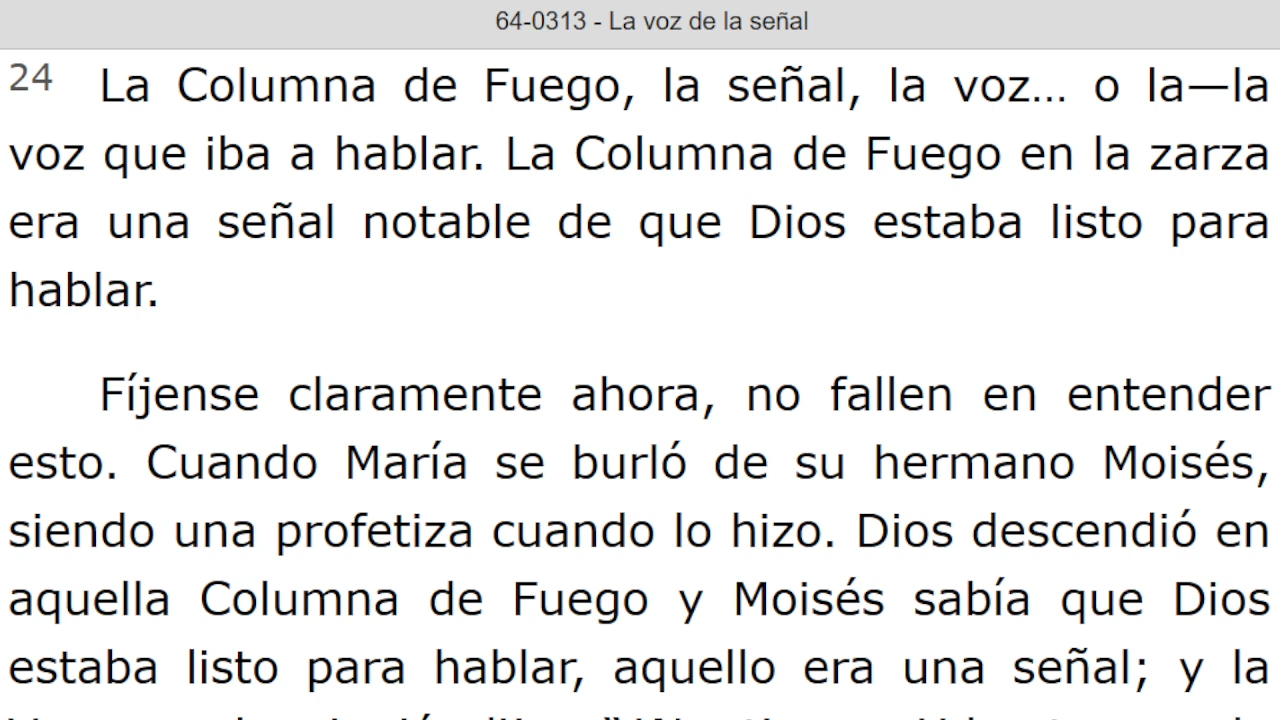 64-0313 - La voz de la señal
24 La Columna de Fuego, la señal, la voz... o la—la
voz que iba a hablar. La Columna de Fuego en la zarza
era una señal notable de que Dios estaba listo para
hablar.
Fíjense claramente ahora, no fallen en entender
esto. Cuando María se burló de su hermano Moisés,
siendo una profetiza cuando lo hizo. Dios descendió en
aquella Columna de Fuego y Moisés sabía que Dios
estaba listo para hablar, aquello era una señal; y la